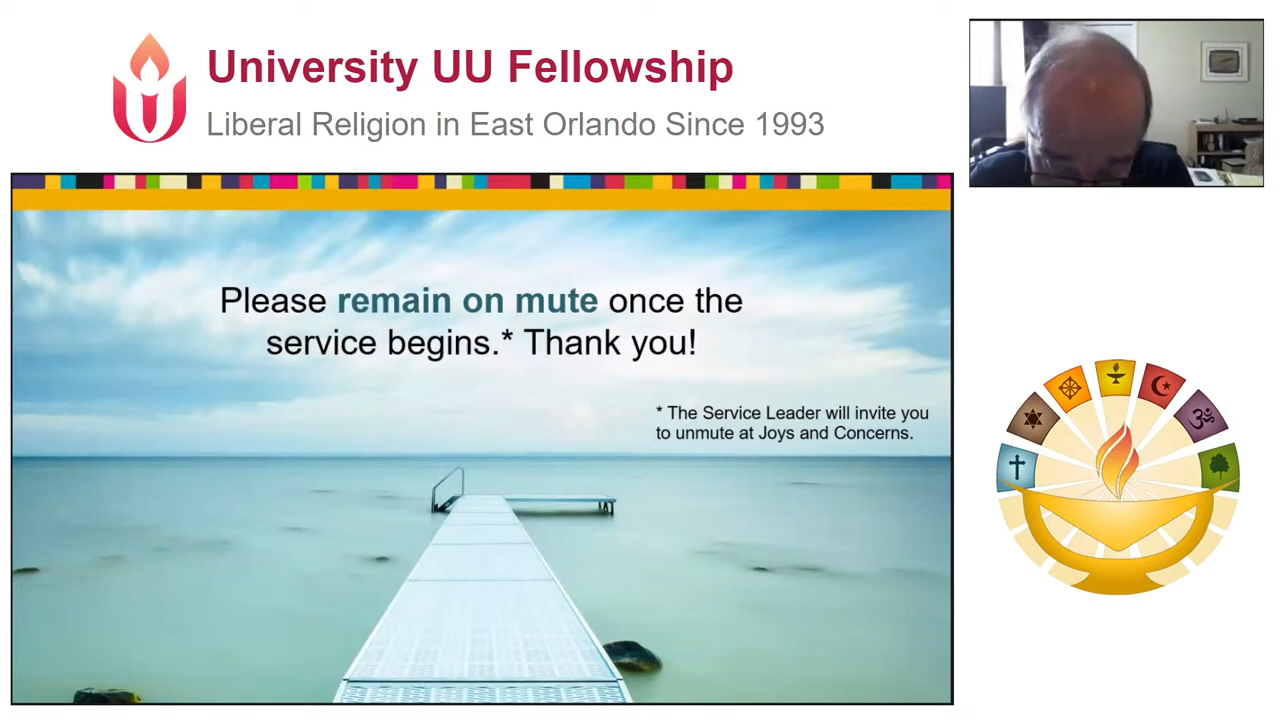 University UU Fellowship
Liberal Religion in East Orlando Since 1993
Please remain on mute once the
service begins.* Thank you!
* The Service Leader will invite you
to unmute at Joys and Concerns.